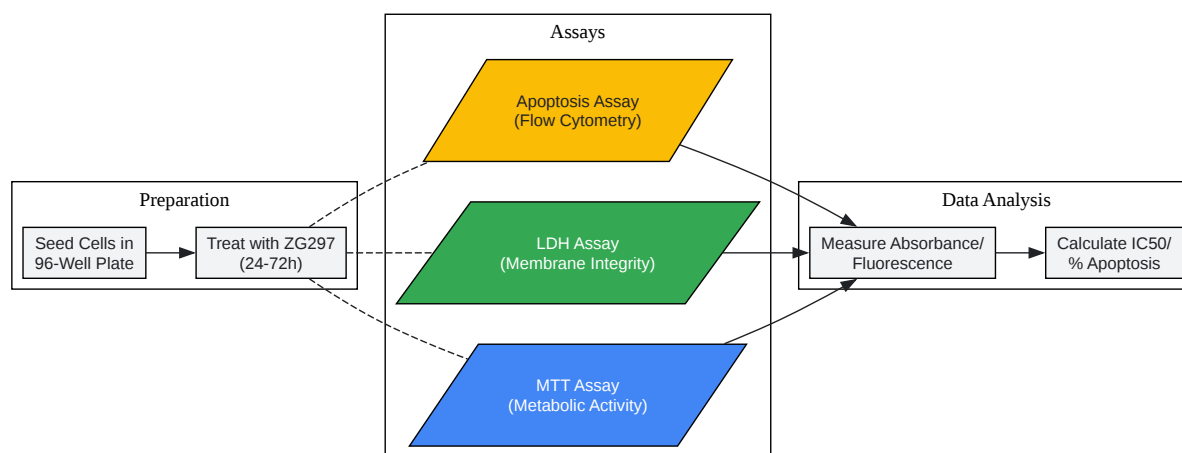 Assays
Apoptosis Assay
(Flow Cytometry)
Preparation
Seed Cells in
96-Well Plate
Treat with ZG297
(24-72h)
LDH Assay
(Membrane Integrity)
MTT Assay
(Metabolic Activity)
Data Analysis
Measure Absorbance/
Fluorescence
Calculate IC50/
% Apoptosis